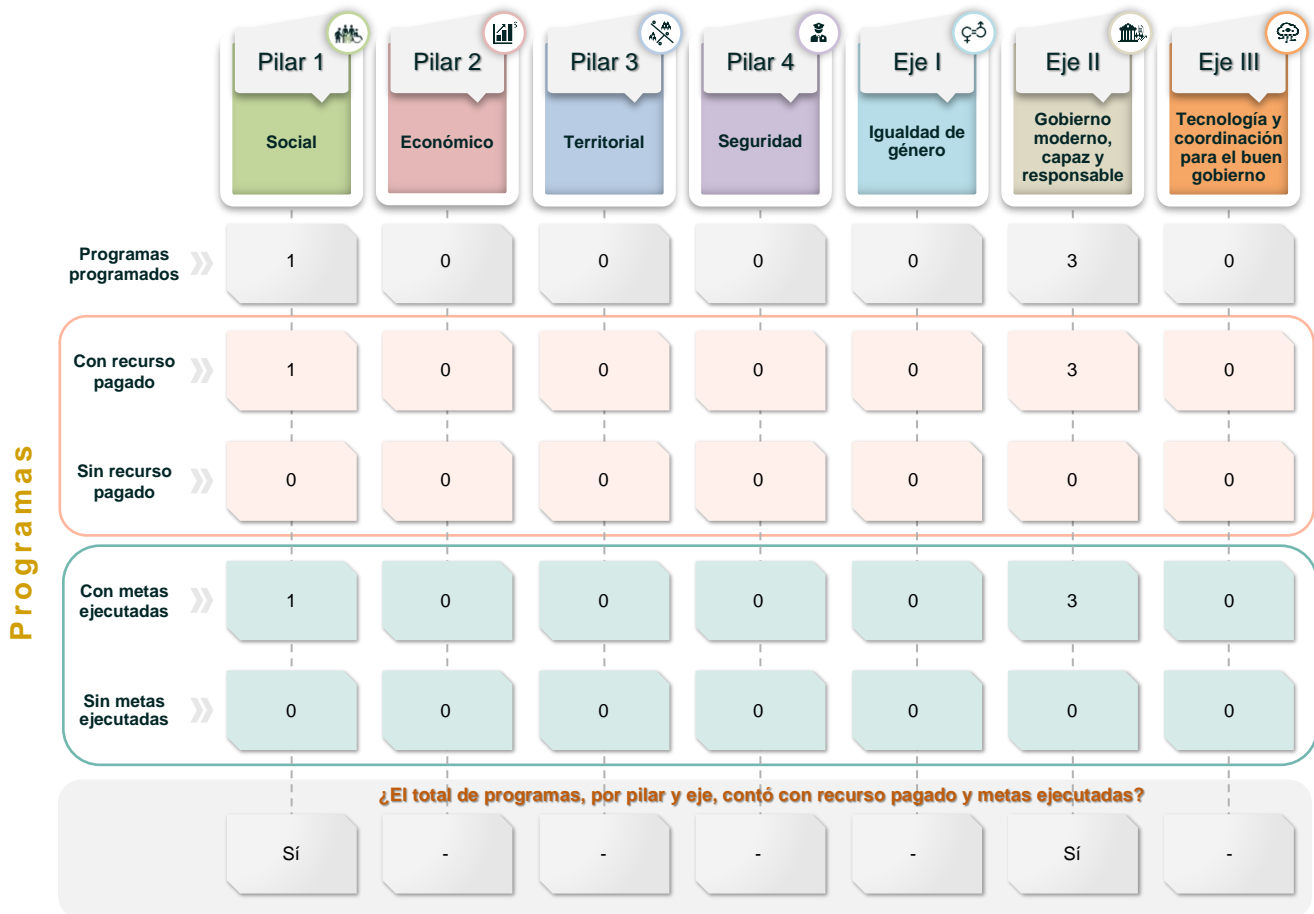 Pilar 1
Pilar 2
Pilar 3
Pilar 4
Eje I
Eje II
Eje III
Social
Económico
Territorial
Seguridad
Igualdad de
género
Gobierno
moderno,
capaz y
responsable
Tecnología y
coordinación
para el buen
gobierno
Programas
programados
1
0
0
0
0
3
0
Programas
Con recurso
pagado
1
0
0
0
0
3
0
Sin recurso
pagado
0
0
0
0
0
0
0
Con metas
ejecutadas
1
0
0
0
0
3
0
Sin metas
ejecutadas
0
0
0
0
0
0
0
¿El total de programas, por pilar y eje, contó con recurso pagado y metas ejecutadas?
Sí
-
-
-
-
Sí
-